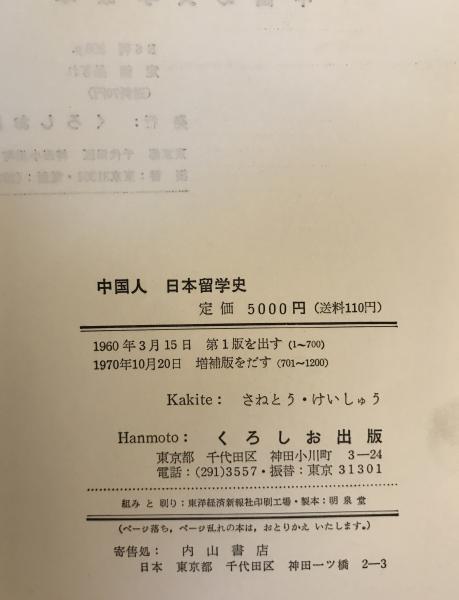 中国人 日本留学史
定価 5000円 (送料110円)
1960年3月15日 第1版を出す (1〜700)
1970年10月20日 増補版をだす (701〜1200)
Kakite: さねとう・けいしゅう
Hanmoto: くろしお出版
東京都 千代田区 神田小川町 3—24
電話:(291)3557・振替:東京 31301
組みと刷り:東洋経済新報社印刷工場・製本:明泉堂
(ページ落ち,ページ乱れの本は,おとりかえ いたします。)
寄售処: 内山書店
日本 東京都 千代田区 神田一ツ橋 2—3